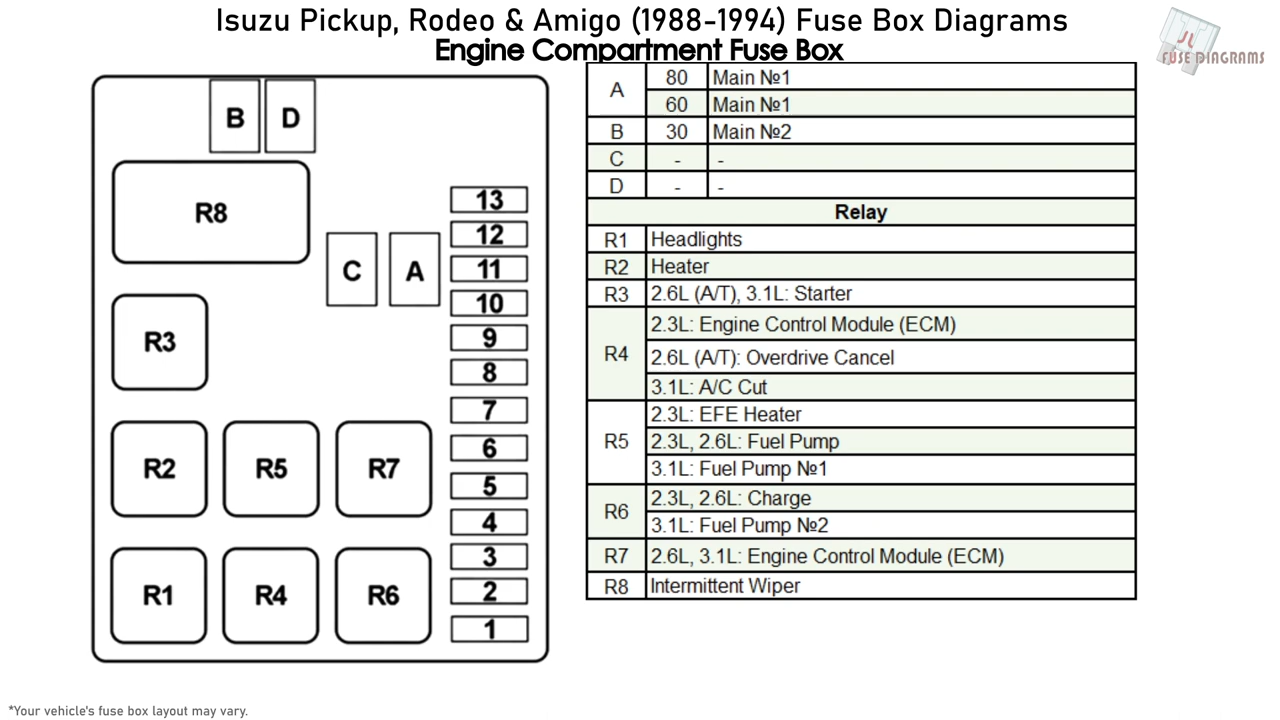 Isuzu Pickup, Rodeo & Amigo (1988-1994) Fuse Box Diagrams
Engine Compartment Fuse Box
JL
FUSE DIAGRAMS
B D
R8
C A
R3
R2 R5 R7
R1 R4 R6
13
12
11
10
9
8
7
6
5
4
3
2
1
A 80 Main №1
60 Main №1
B 30 Main №2
C - -
D - -
Relay
R1 Headlights
R2 Heater
R3 2.6L (A/T), 3.1L: Starter
R4 2.3L: Engine Control Module (ECM)
2.6L (A/T): Overdrive Cancel
3.1L: A/C Cut
R5 2.3L: EFE Heater
2.3L, 2.6L: Fuel Pump
3.1L: Fuel Pump №1
R6 2.3L, 2.6L: Charge
3.1L: Fuel Pump №2
R7 2.6L, 3.1L: Engine Control Module (ECM)
R8 Intermittent Wiper
*Your vehicle's fuse box layout may vary.